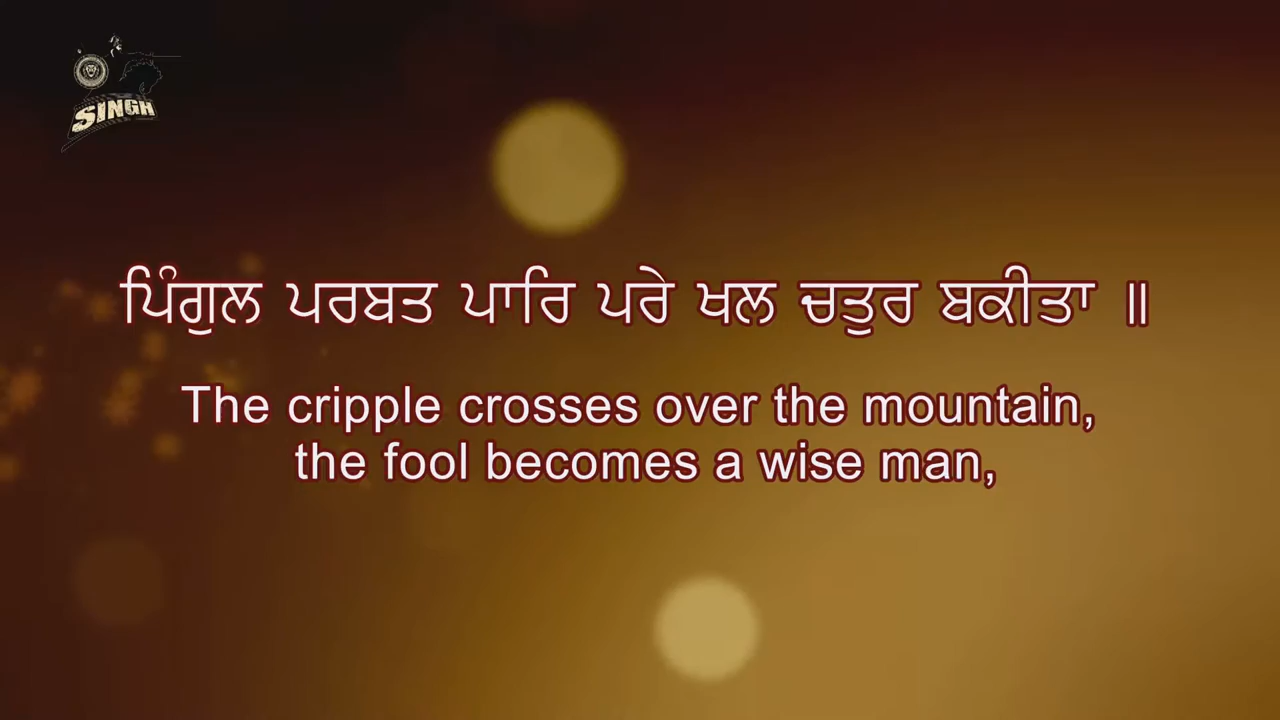 SINGH
ਪਿੰਗੁਲ ਪਰਬਤ ਪਾਰਿ ਪਰੇ ਖਲ ਚਤੁਰ ਬਕੀਤਾ ॥
The cripple crosses over the mountain,
the fool becomes a wise man,